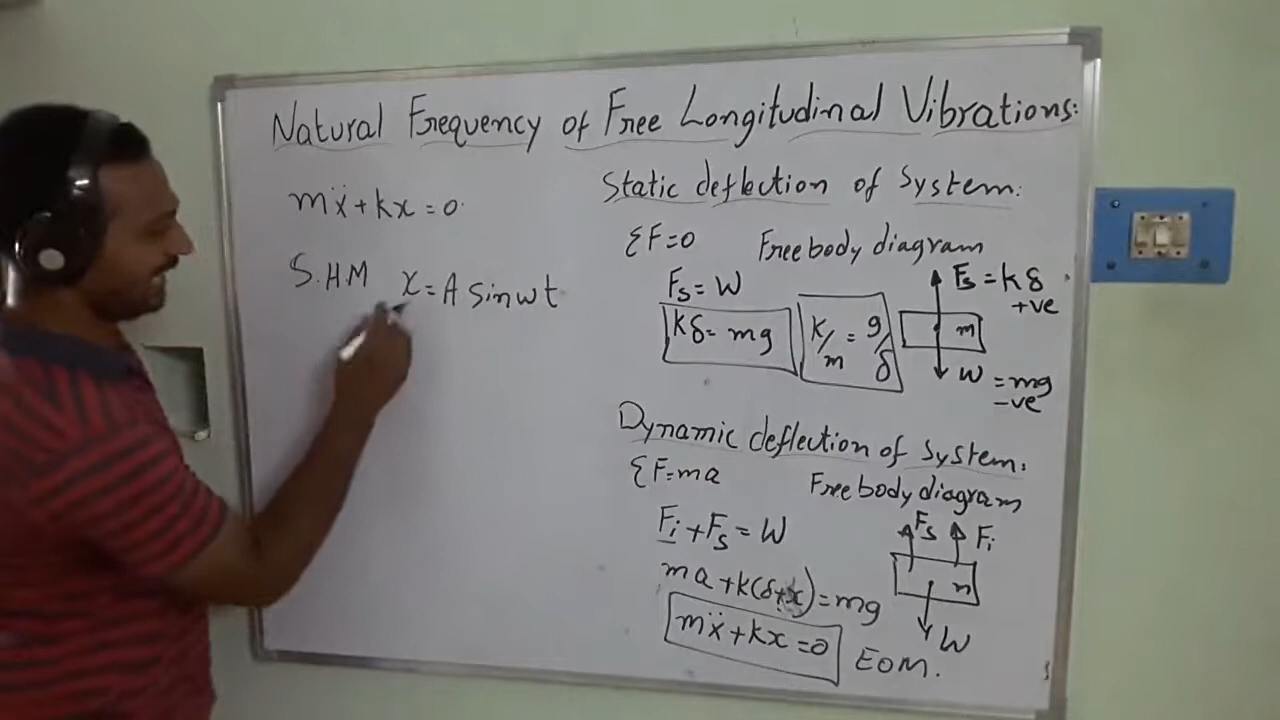 Natural Frequency of Free Longitudinal Vibrations:
mẍ+kx=0.
S.H.M x=A Sinωt
Static deflection of System:
ΣF=0 Free body diagram
Fs=W
kδ=mg
k/m=g/δ
Fs=kδ
+ve
m
W=mg
-ve
Dynamic deflection of System:
ΣF=ma Free body diagram
Fi+Fs=W
ma+k(δ+x)=mg
mẍ+kx=0 EOM.
Fs Fi
m
W